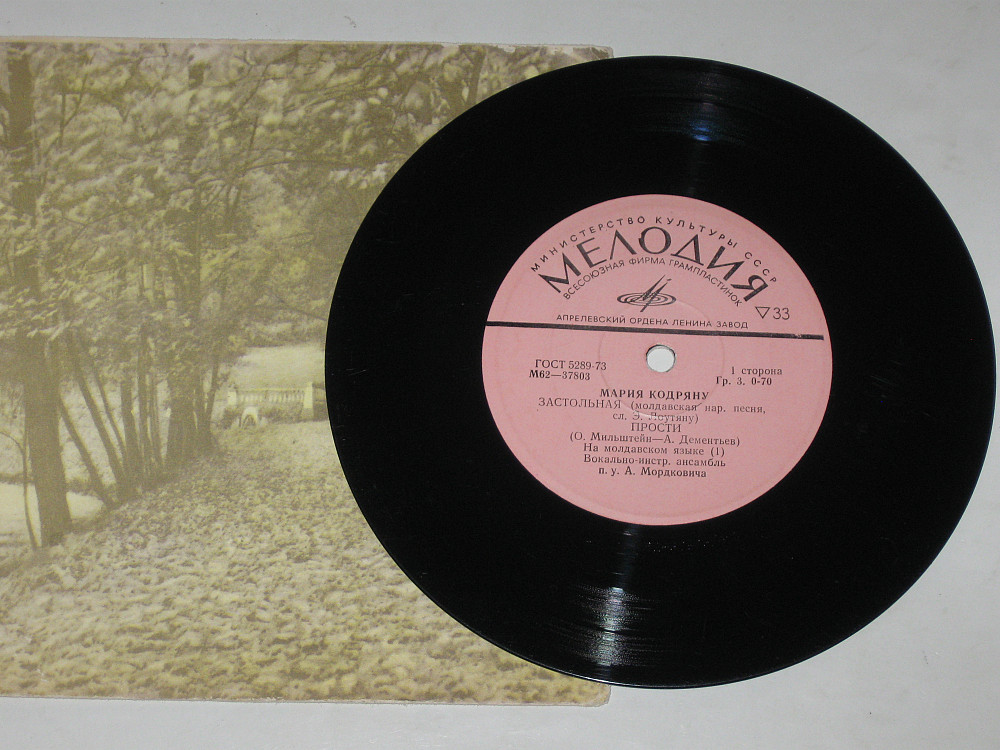 МИНИСТЕРСТВО КУЛЬТУРЫ СССР
МЕЛОДИЯ
ВСЕСОЮЗНАЯ ФИРМА ГРАМПЛАСТИНОК
▽33
АПРЕЛЕВСКИЙ ОРДЕНА ЛЕНИНА ЗАВОД
ГОСТ 5289-73
М62—37803
1 сторона
Гр. 3. 0-70
МАРИЯ КОДРЯНУ
ЗАСТОЛЬНАЯ (молдавская нар. песня,
сл. Э. Лоутяну)
ПРОСТИ
(О. Мильштейн—А. Дементьев)
На молдавском языке (1)
Вокально-инстр. ансамбль
п. у. А. Мордковича